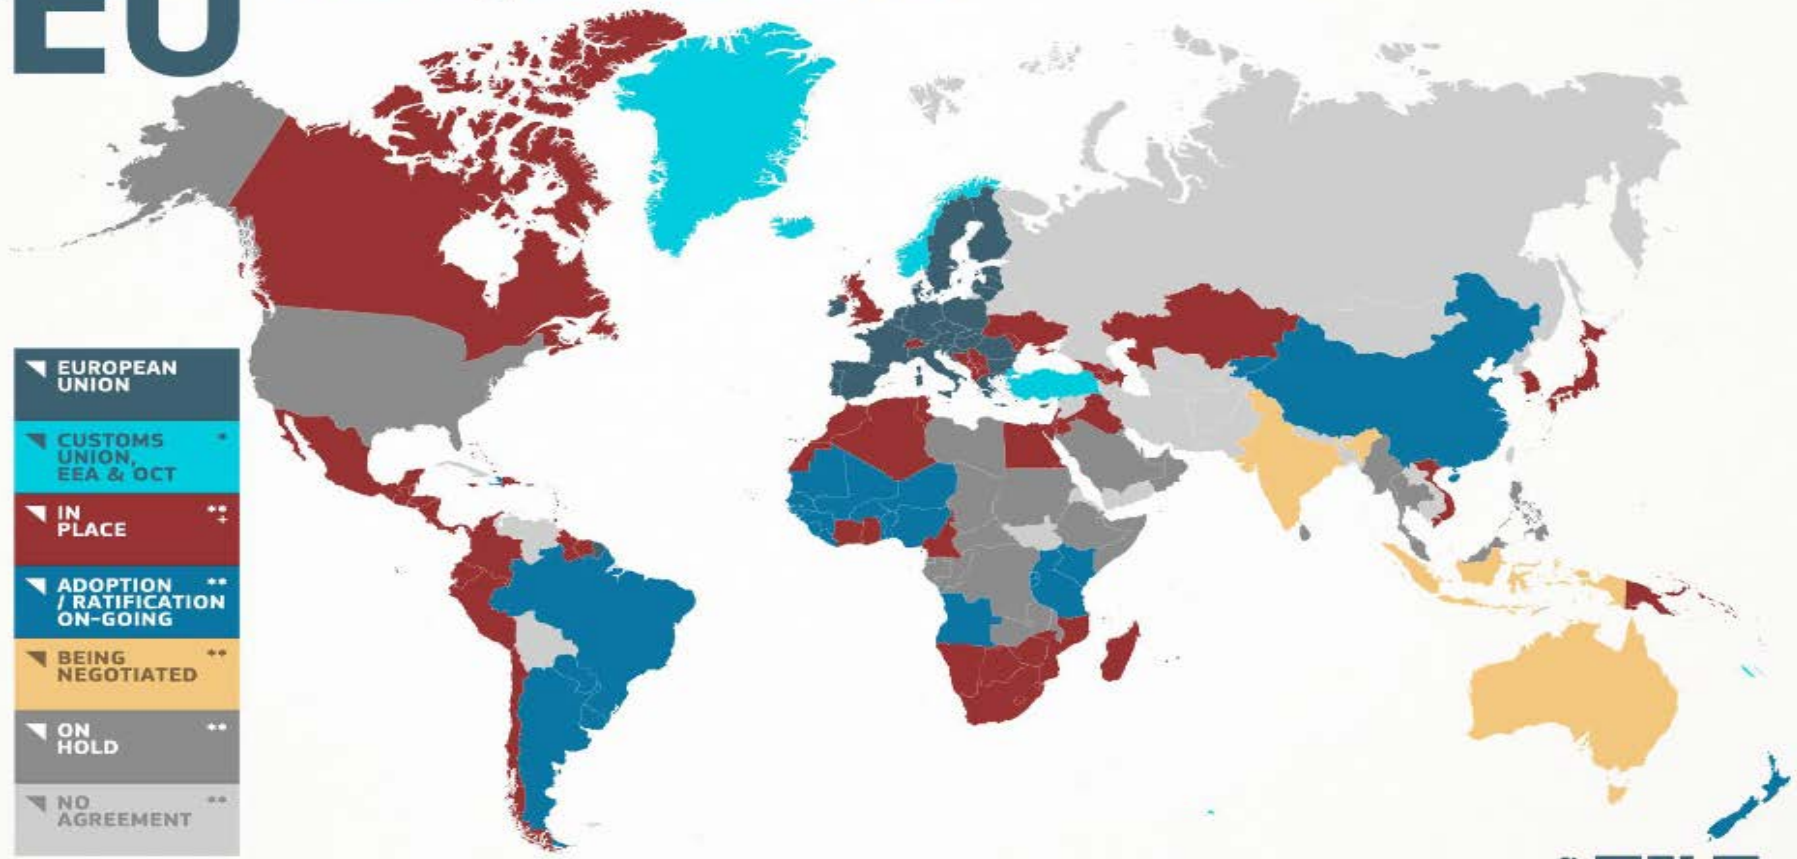 EU
EUROPEAN
UNION
CUSTOMS *
UNION,
EEA & OCT
IN **
PLACE +
ADOPTION **
/ RATIFICATION
ON-GOING
BEING **
NEGOTIATED
ON **
HOLD
NO **
AGREEMENT